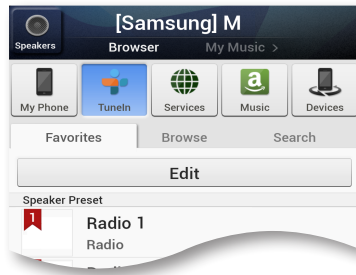 [Samsung] M
Speakers
Browser My Music >
My Phone TuneIn Services Music Devices
Favorites Browse Search
Edit
Speaker Preset
1
Radio 1
Radio